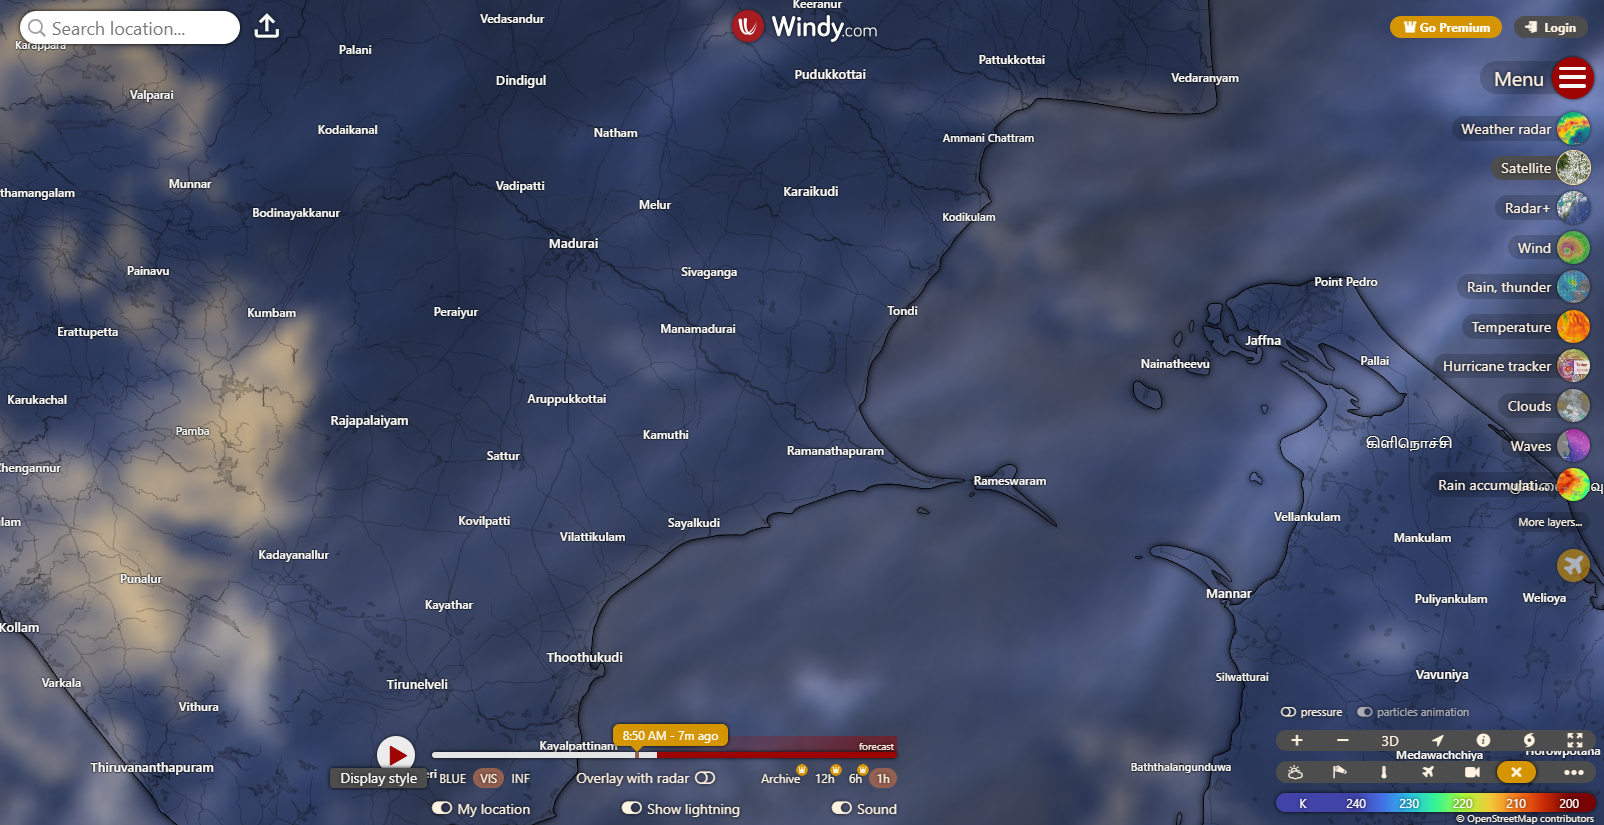 Search location...
Windy.com
Go Premium
Login
Menu
Weather radar
Satellite
Radar+
Wind
Rain, thunder
Temperature
Hurricane tracker
Clouds
Waves
Rain accumulati...
More layers...
Keeranur
Vedasandur
Karappara
Palani
Pattukkottai
Dindigul
Pudukkottai
Vedaranyam
Valparai
Kodaikanal
Natham
Ammani Chattram
Munnar
Vadipatti
Karaikudi
thamangalam
Melur
Bodinayakkanur
Kodikulam
Madurai
Painavu
Sivaganga
Point Pedro
Kumbam
Peraiyur
Tondi
Erattupetta
Manamadurai
Jaffna
Nainatheevu
Pallai
Karukachal
Aruppukkottai
Rajapalaiyam
Pamba
Kamuthi
கிளிநொச்சி
Ramanathapuram
Sattur
Chengannur
Rameswaram
Vellankulam
Kovilpatti
Sayalkudi
lam
Vilattikulam
Mankulam
Kadayanallur
Punalur
Mannar
Puliyankulam
Welioya
Kayathar
Kollam
Thoothukudi
Vavuniya
Silwatturai
Varkala
Tirunelveli
Vithura
Kayalpattinam
Thiruvananthapuram
Baththalangunduwa
Medawachchiya
Horowpotana
8:50 AM - 7m ago
forecast
Display style
eri
BLUE
VIS
INF
Overlay with radar
Archive
12h
6h
1h
My location
Show lightning
Sound
pressure
particles animation
3D
K 240 230 220 210 200
© OpenStreetMap contributors